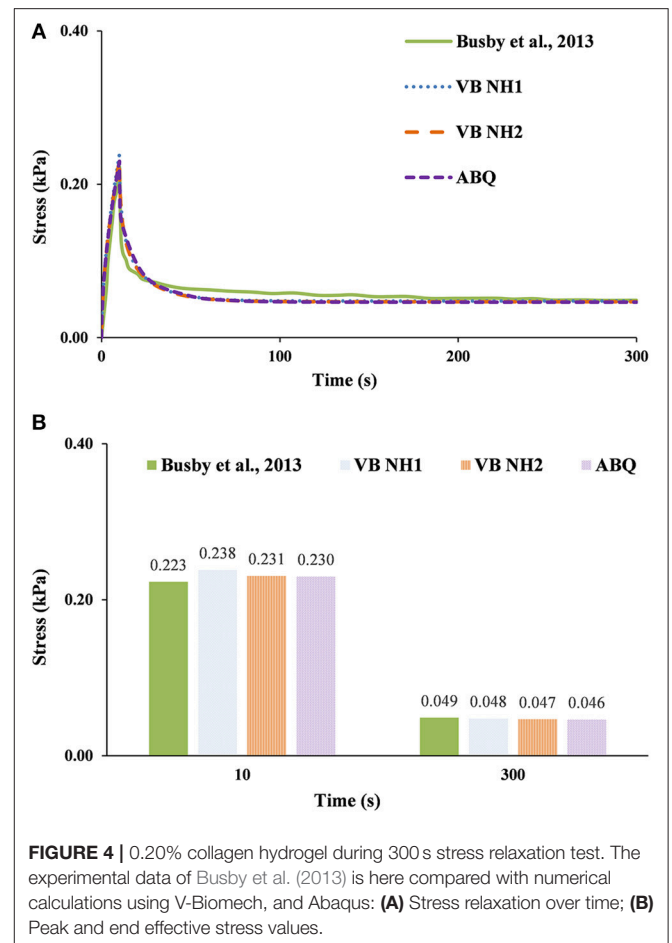 A
0.40
Busby et al., 2013
VB NH1
VB NH2
ABQ
Stress (kPa)
0.20
0.00
0
100
200
300
Time (s)
B
0.40
Busby et al., 2013
VB NH1
VB NH2
ABQ
Stress (kPa)
0.223
0.238
0.231
0.230
0.20
0.049
0.048
0.047
0.046
0.00
10
300
Time (s)
FIGURE 4 | 0.20% collagen hydrogel during 300 s stress relaxation test. The
experimental data of Busby et al. (2013) is here compared with numerical
calculations using V-Biomech, and Abaqus: (A) Stress relaxation over time; (B)
Peak and end effective stress values.